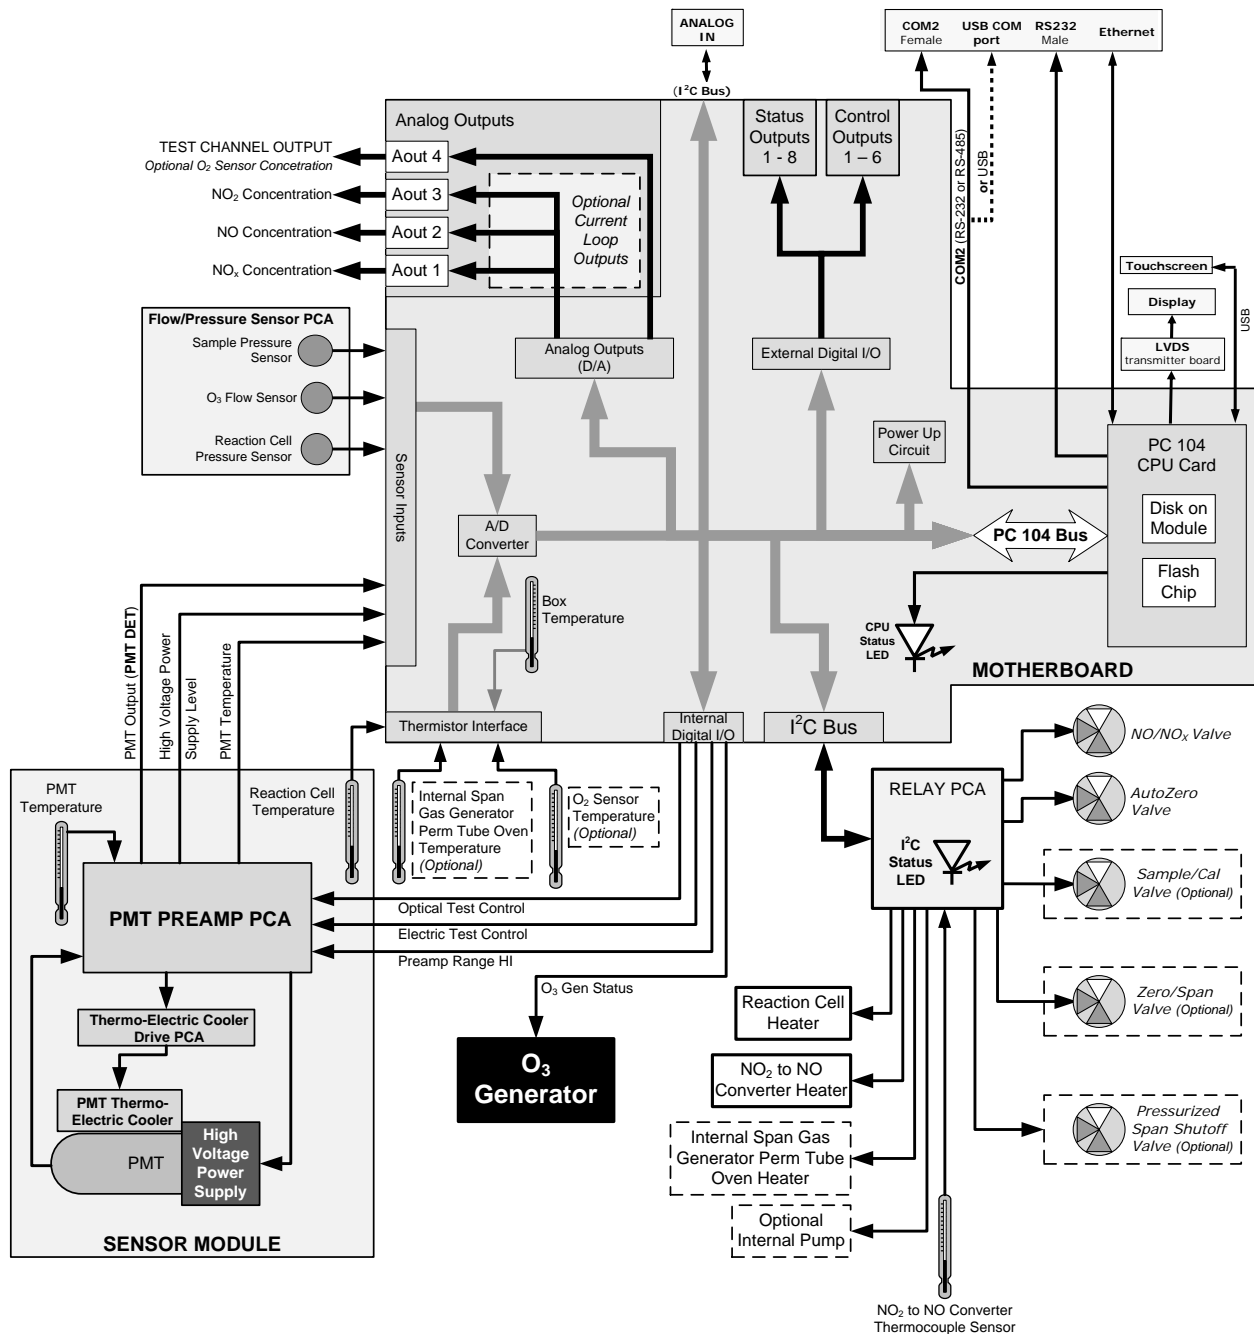 ANALOG
IN
COM2
Female
USB COM
port
RS232
Male
Ethernet
(I²C Bus)
Analog Outputs
Status
Outputs
1 - 8
Control
Outputs
1 – 6
TEST CHANNEL OUTPUT
Optional O₂ Sensor Concetration
Aout 4
NO₂ Concentration
Aout 3
NO Concentration
Aout 2
NOₓ Concentration
Aout 1
Optional
Current
Loop
Outputs
COM2 (RS-232 or RS-485)
or USB
Touchscreen
Display
USB
LVDS
transmitter board
Flow/Pressure Sensor PCA
Sample Pressure
Sensor
O₃ Flow Sensor
Reaction Cell
Pressure Sensor
Sensor Inputs
Analog Outputs
(D/A)
External Digital I/O
Power Up
Circuit
PC 104
CPU Card
Disk on
Module
Flash
Chip
A/D
Converter
PC 104 Bus
Box
Temperature
CPU
Status
LED
MOTHERBOARD
PMT Output (PMT DET)
High Voltage Power
Supply Level
PMT Temperature
Thermistor Interface
Internal
Digital I/O
I²C Bus
PMT
Temperature
Reaction Cell
Temperature
Internal Span
Gas Generator
Perm Tube Oven
Temperature
(Optional)
O₂ Sensor
Temperature
(Optional)
RELAY PCA
I²C
Status
LED
NO/NOₓ Valve
AutoZero
Valve
Sample/Cal
Valve (Optional)
Zero/Span
Valve (Optional)
Pressurized
Span Shutoff
Valve (Optional)
PMT PREAMP PCA
Optical Test Control
Electric Test Control
Preamp Range HI
O₃ Gen Status
Thermo-Electric Cooler
Drive PCA
PMT Thermo-
Electric Cooler
PMT
High
Voltage
Power
Supply
SENSOR MODULE
O₃
Generator
Reaction Cell
Heater
NO₂ to NO
Converter Heater
Internal Span Gas
Generator Perm Tube
Oven Heater
Optional
Internal Pump
NO₂ to NO Converter
Thermocouple Sensor